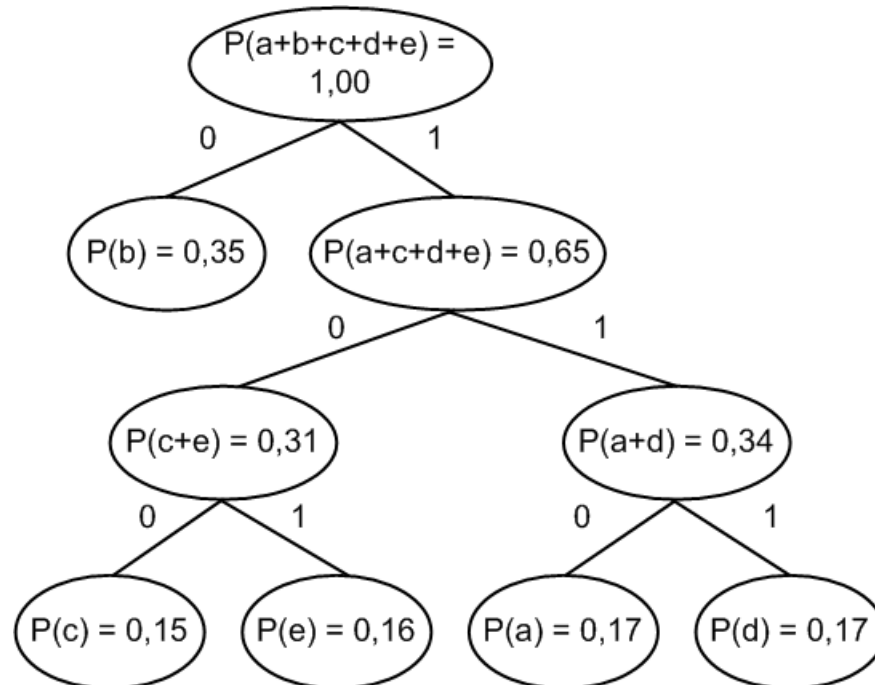 P(a+b+c+d+e) =
1,00
0
1
P(b) = 0,35
P(a+c+d+e) = 0,65
0
1
P(c+e) = 0,31
P(a+d) = 0,34
0
1
0
1
P(c) = 0,15
P(e) = 0,16
P(a) = 0,17
P(d) = 0,17